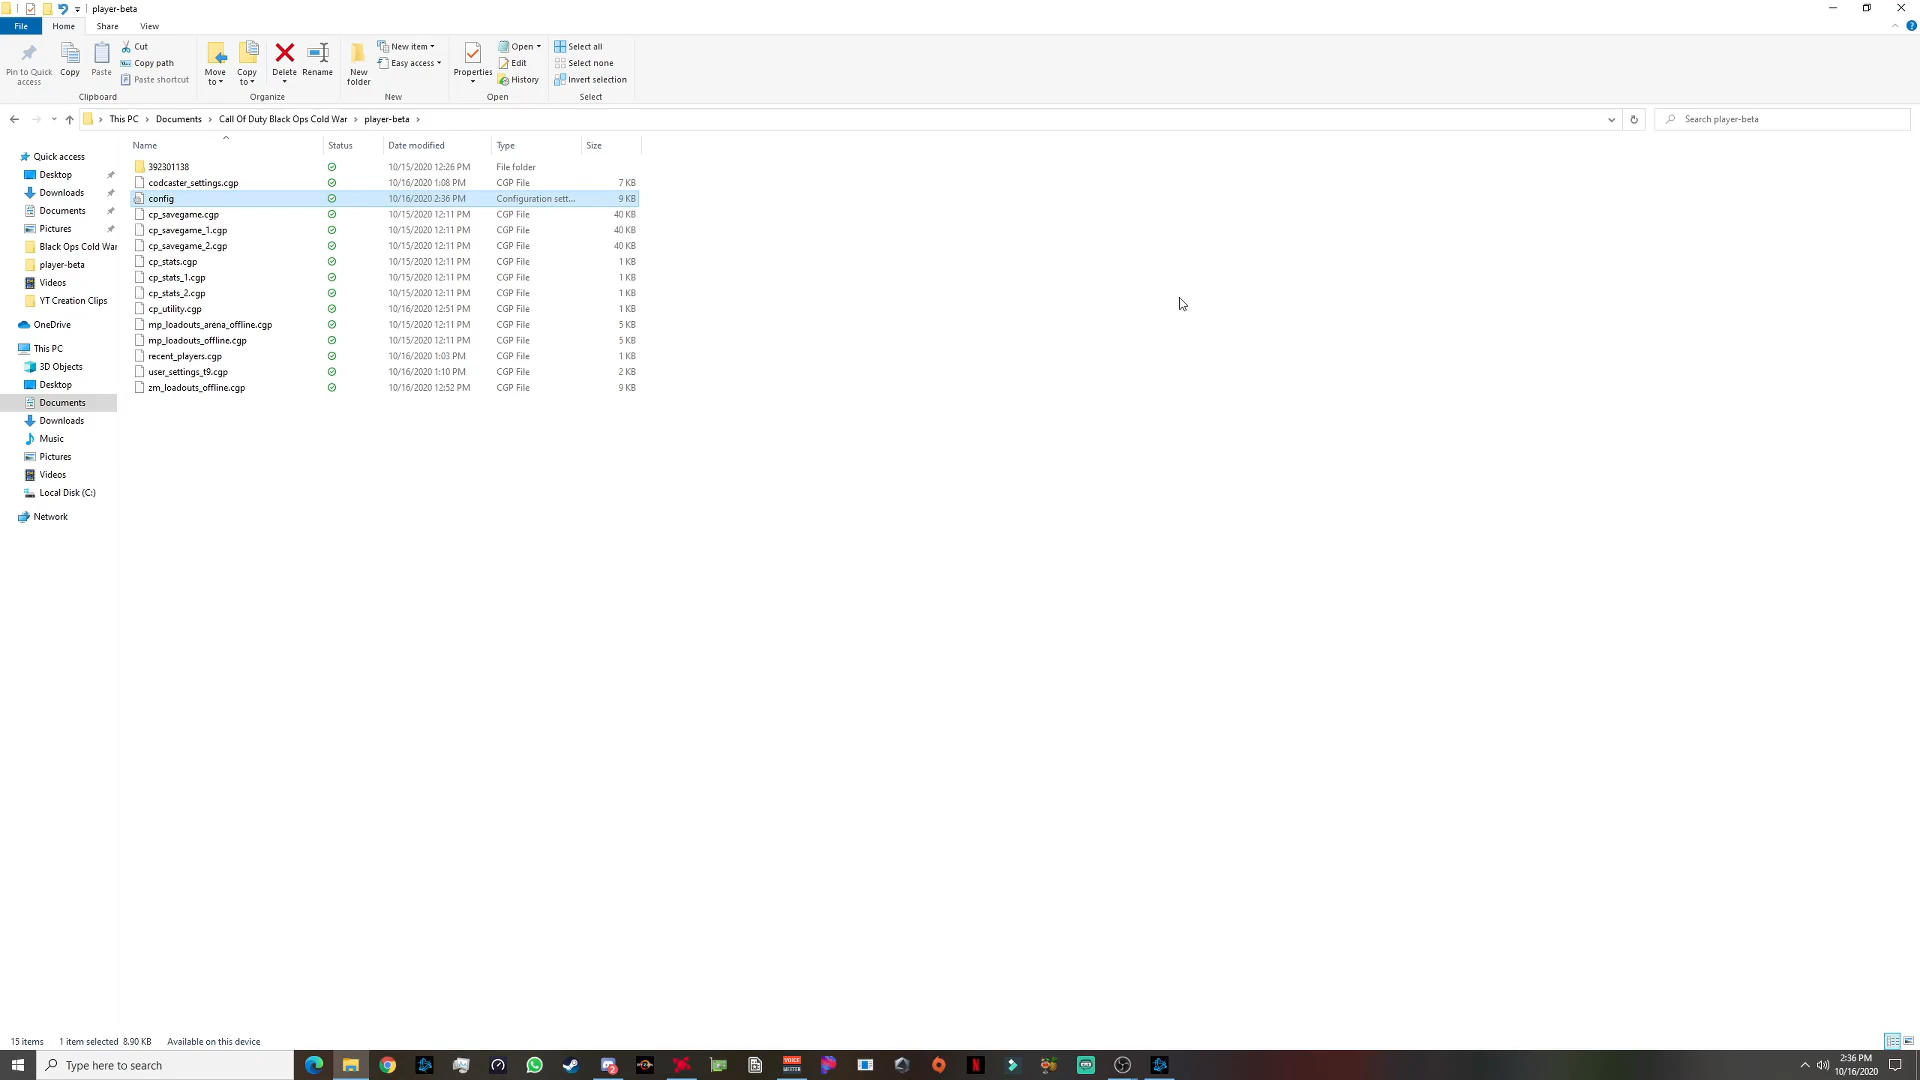 player-beta
File Home Share View
Pin to Quick access
Copy
Paste
Cut
Copy path
Paste shortcut
Clipboard
Move to
Copy to
Delete
Rename
Organize
New folder
New item
Easy access
New
Properties
Open
Edit
History
Open
Select all
Select none
Invert selection
Select
This PC > Documents > Call Of Duty Black Ops Cold War > player-beta >
Search player-beta
Name Status Date modified Type Size
392301138 10/15/2020 12:26 PM File folder
codcaster_settings.cgp 10/16/2020 1:08 PM CGP File 7 KB
config 10/16/2020 2:36 PM Configuration sett... 9 KB
cp_savegame.cgp 10/15/2020 12:11 PM CGP File 40 KB
cp_savegame_1.cgp 10/15/2020 12:11 PM CGP File 40 KB
cp_savegame_2.cgp 10/15/2020 12:11 PM CGP File 40 KB
cp_stats.cgp 10/15/2020 12:11 PM CGP File 1 KB
cp_stats_1.cgp 10/15/2020 12:11 PM CGP File 1 KB
cp_stats_2.cgp 10/15/2020 12:11 PM CGP File 1 KB
cp_utility.cgp 10/16/2020 12:51 PM CGP File 1 KB
mp_loadouts_arena_offline.cgp 10/15/2020 12:11 PM CGP File 5 KB
mp_loadouts_offline.cgp 10/15/2020 12:11 PM CGP File 5 KB
recent_players.cgp 10/16/2020 1:03 PM CGP File 1 KB
user_settings_t9.cgp 10/16/2020 1:10 PM CGP File 2 KB
zm_loadouts_offline.cgp 10/16/2020 12:52 PM CGP File 9 KB
Quick access
Desktop
Downloads
Documents
Pictures
Black Ops Cold War
player-beta
Videos
YT Creation Clips
OneDrive
This PC
3D Objects
Desktop
Documents
Downloads
Music
Pictures
Videos
Local Disk (C:)
Network
15 items 1 item selected 8.90 KB Available on this device
Type here to search
VOICE MEETER
2:36 PM
10/16/2020